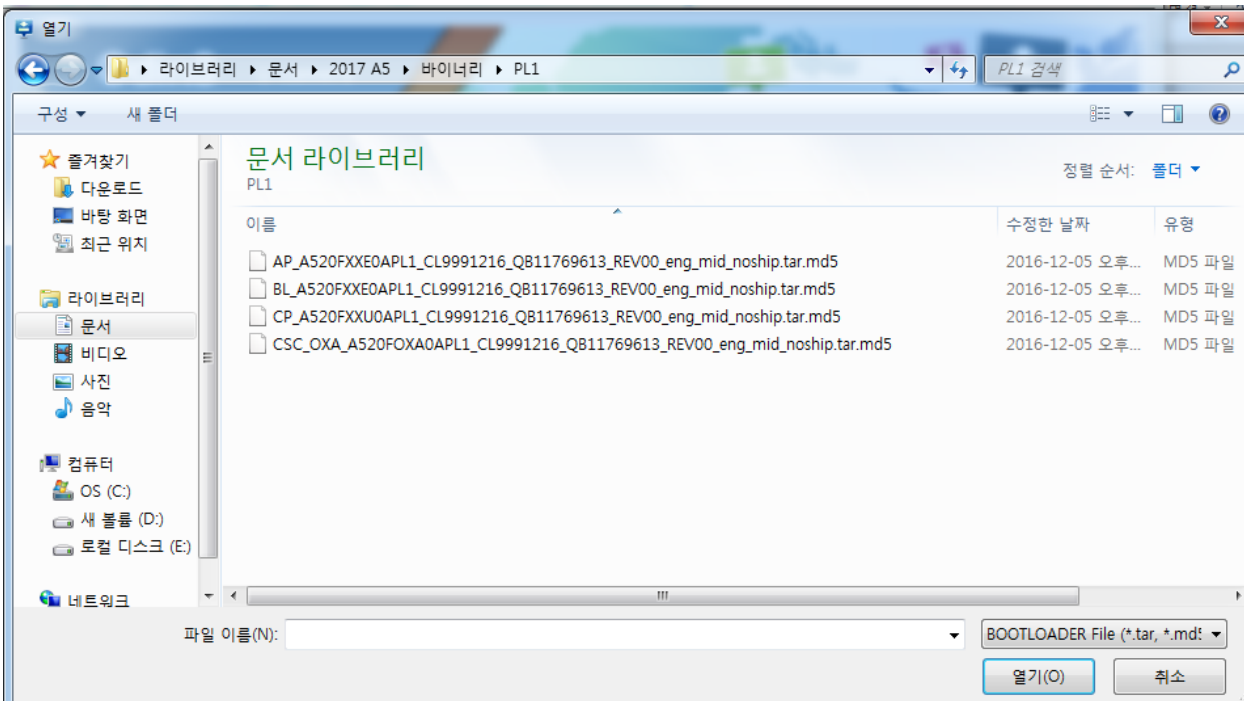 열기
라이브러리 ▸ 문서 ▸ 2017 A5 ▸ 바이너리 ▸ PL1
PL1 검색
구성
새 폴더
즐겨찾기
다운로드
바탕 화면
최근 위치
라이브러리
문서
비디오
사진
음악
컴퓨터
OS (C:)
새 볼륨 (D:)
로컬 디스크 (E:)
네트워크
문서 라이브러리
PL1
정렬 순서: 폴더
이름 수정한 날짜 유형
AP_A520FXXE0APL1_CL9991216_QB11769613_REV00_eng_mid_noship.tar.md5 2016-12-05 오후... MD5 파일
BL_A520FXXE0APL1_CL9991216_QB11769613_REV00_eng_mid_noship.tar.md5 2016-12-05 오후... MD5 파일
CP_A520FXXU0APL1_CL9991216_QB11769613_REV00_eng_mid_noship.tar.md5 2016-12-05 오후... MD5 파일
CSC_OXA_A520FOXA0APL1_CL9991216_QB11769613_REV00_eng_mid_noship.tar.md5 2016-12-05 오후... MD5 파일
파일 이름(N):
BOOTLOADER File (*.tar, *.md5
열기(O)
취소